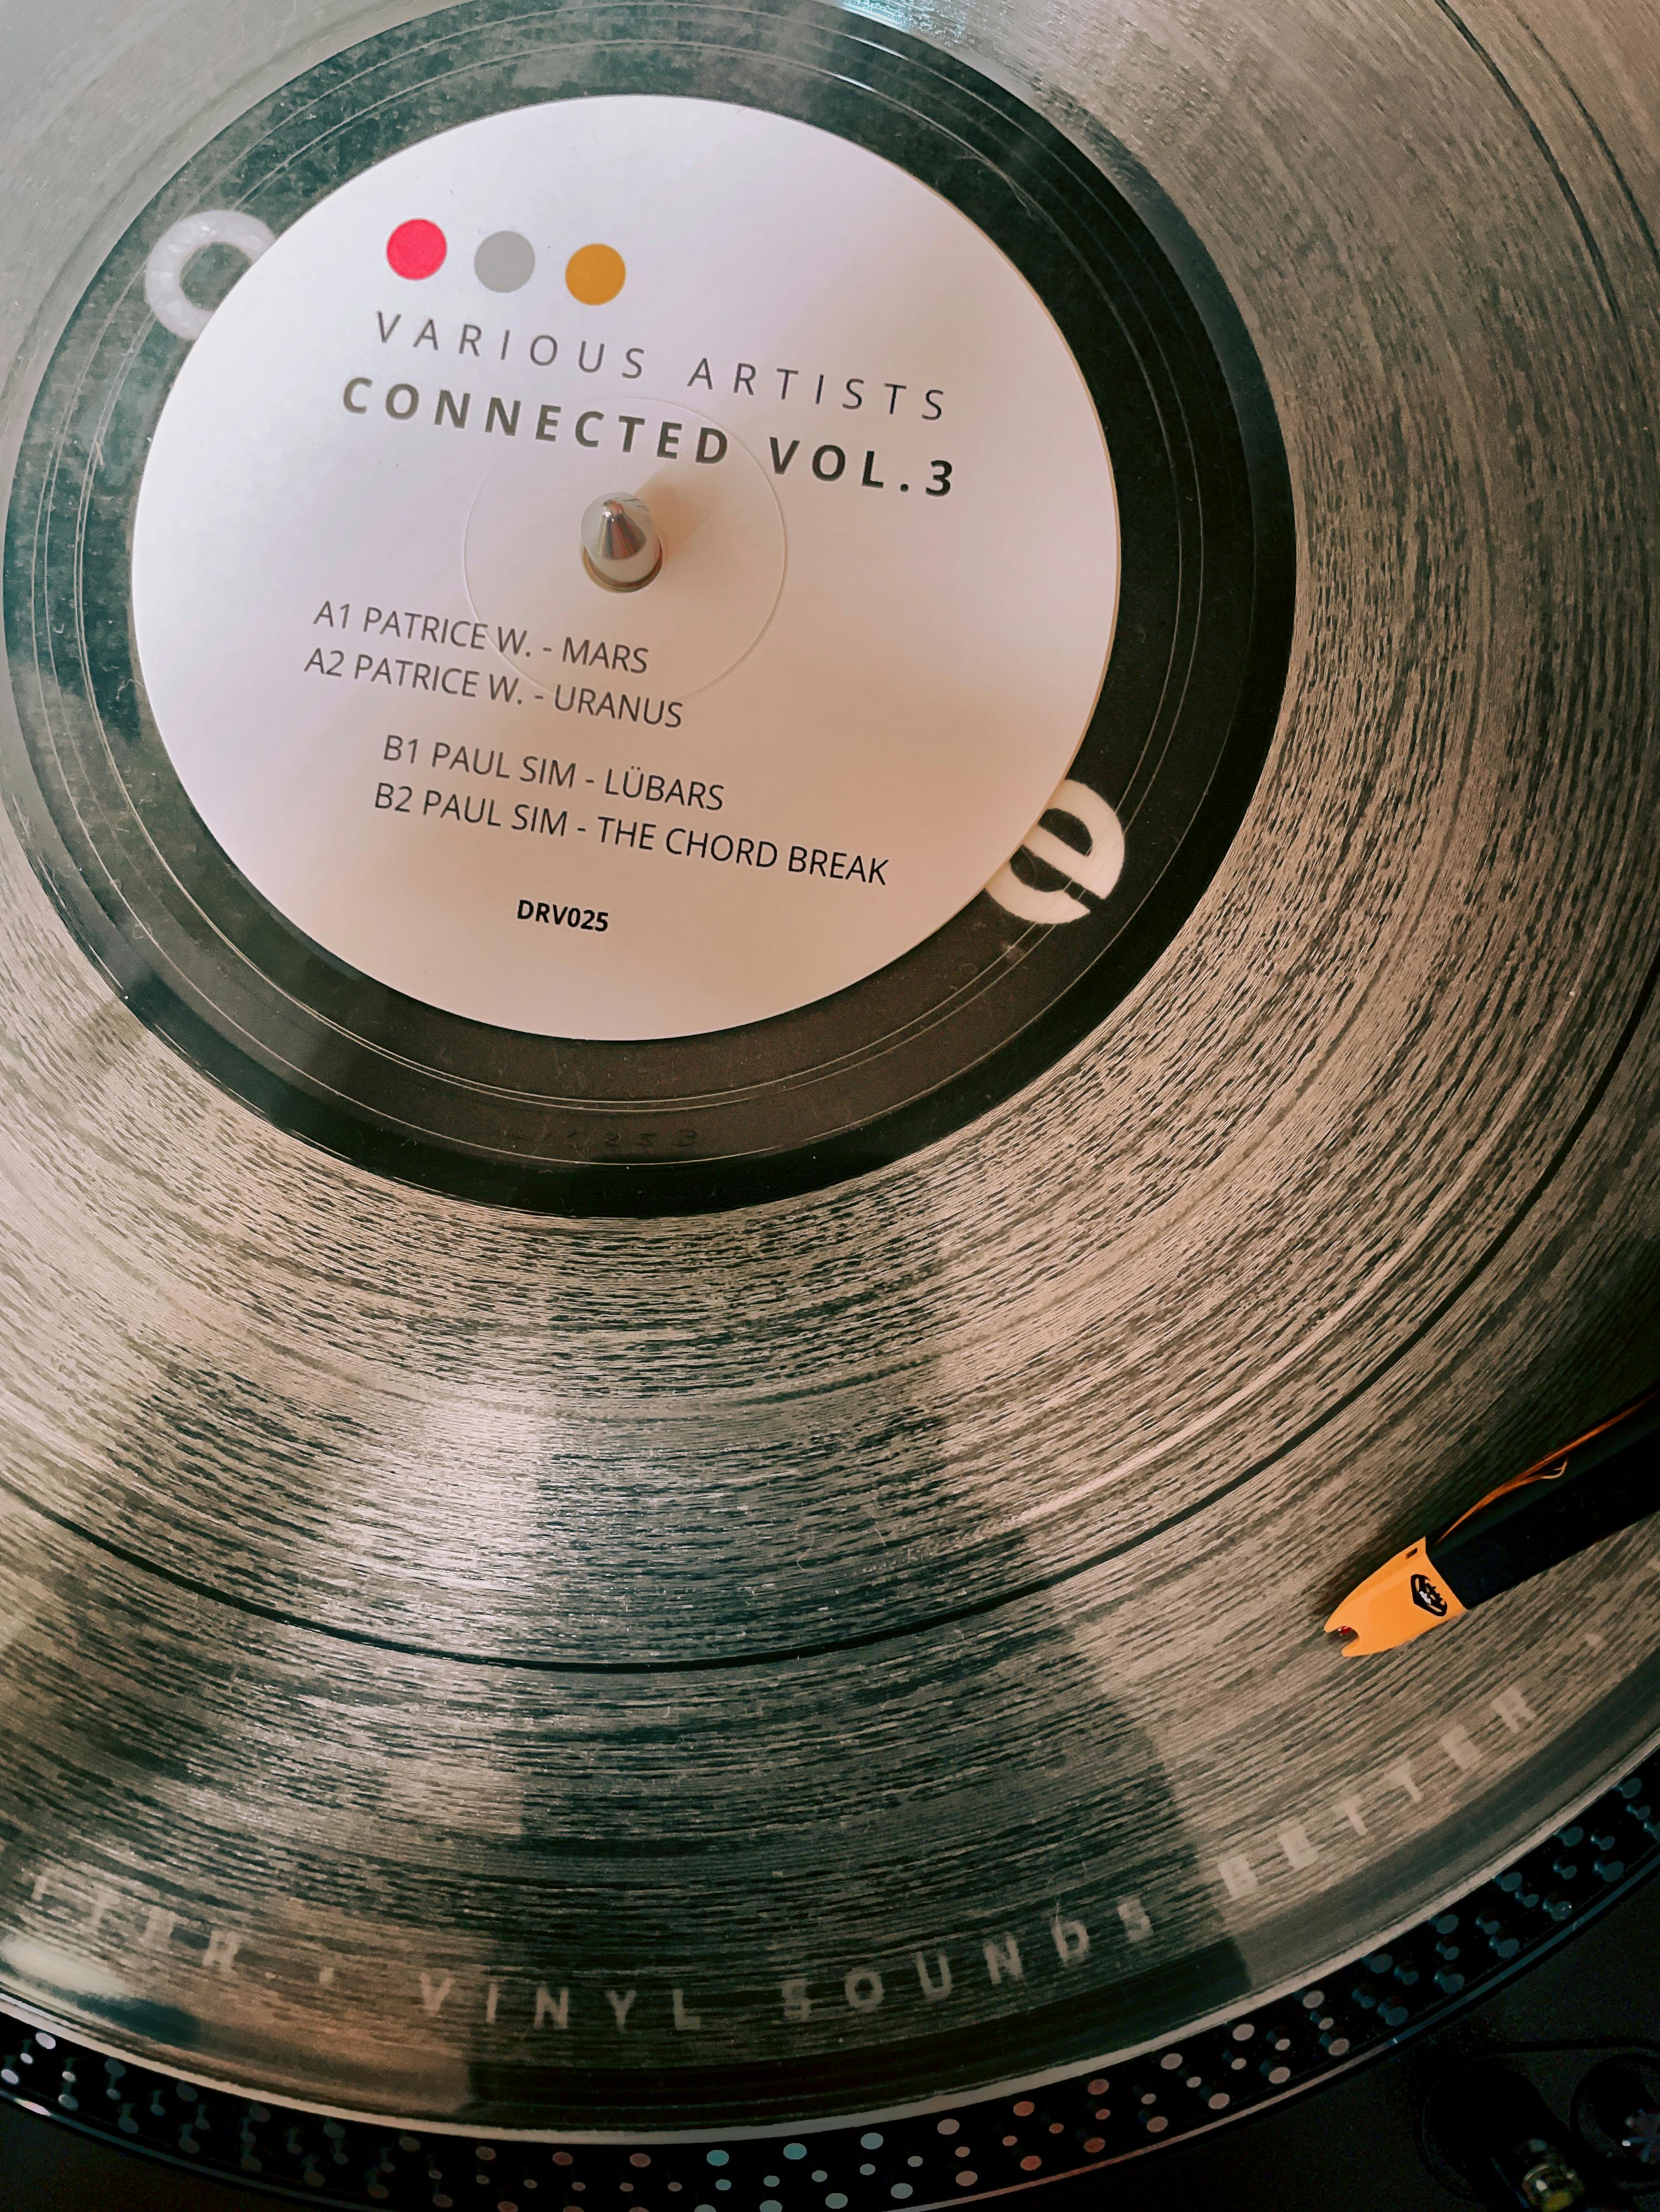 VARIOUS ARTISTS
CONNECTED VOL.3
A1 PATRICE W. - MARS
A2 PATRICE W. - URANUS
B1 PAUL SIM - LÜBARS
B2 PAUL SIM - THE CHORD BREAK
DRV025
e
VINYL SOUNDS BETTER